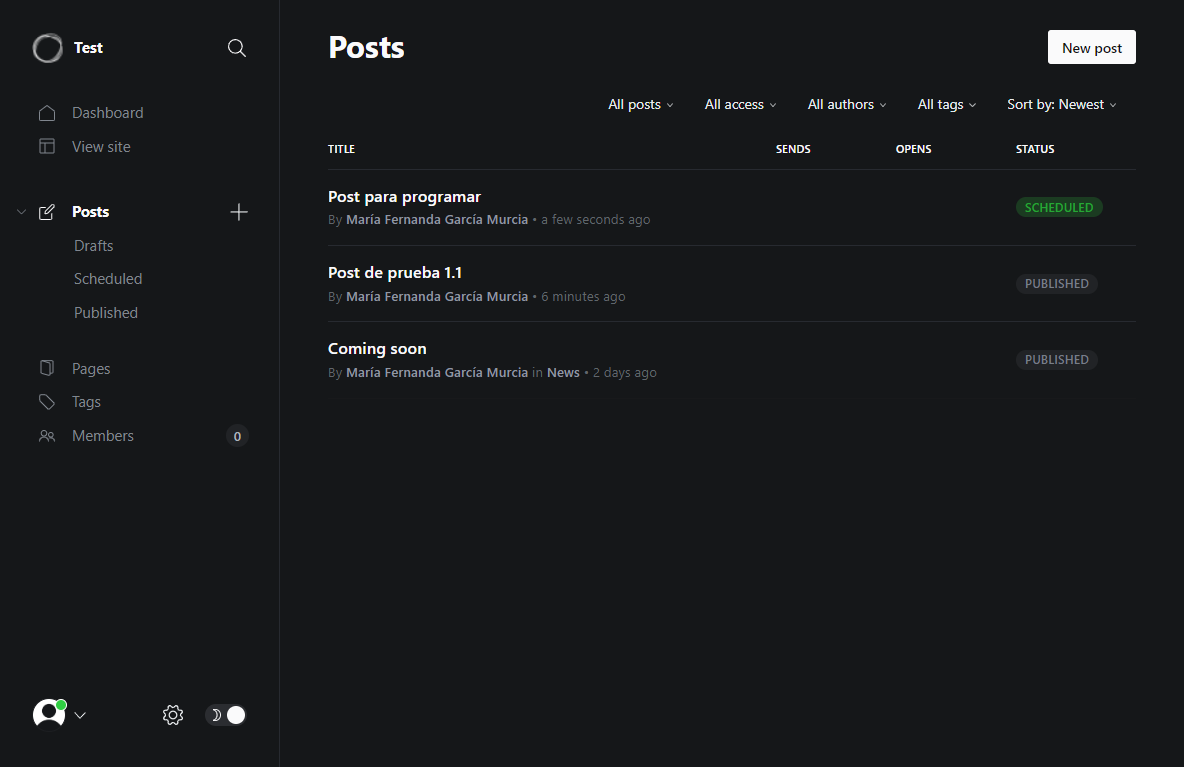 Test
Dashboard
View site
Posts
Drafts
Scheduled
Published
Pages
Tags
Members 0
Posts
New post
All posts All access All authors All tags Sort by: Newest
TITLE SENDS OPENS STATUS
Post para programar
By María Fernanda García Murcia • a few seconds ago
SCHEDULED
Post de prueba 1.1
By María Fernanda García Murcia • 6 minutes ago
PUBLISHED
Coming soon
By María Fernanda García Murcia in News • 2 days ago
PUBLISHED